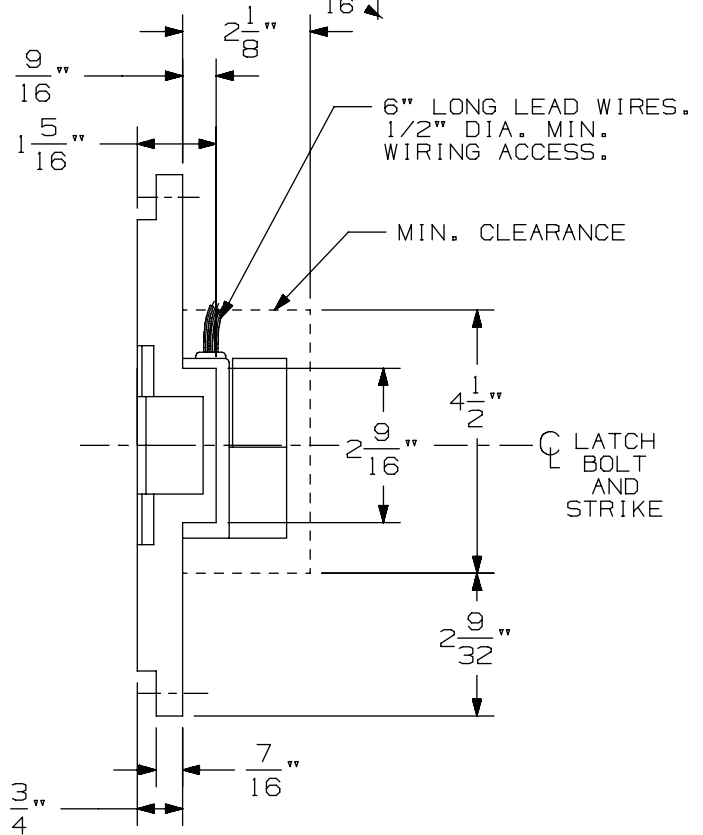 16
2 1/8"
9/16"
1 5/16"
6" LONG LEAD WIRES.
1/2" DIA. MIN.
WIRING ACCESS.
MIN. CLEARANCE
4 1/2"
2 9/16"
℄ LATCH
BOLT
AND
STRIKE
2 9/32"
7/16"
3/4"